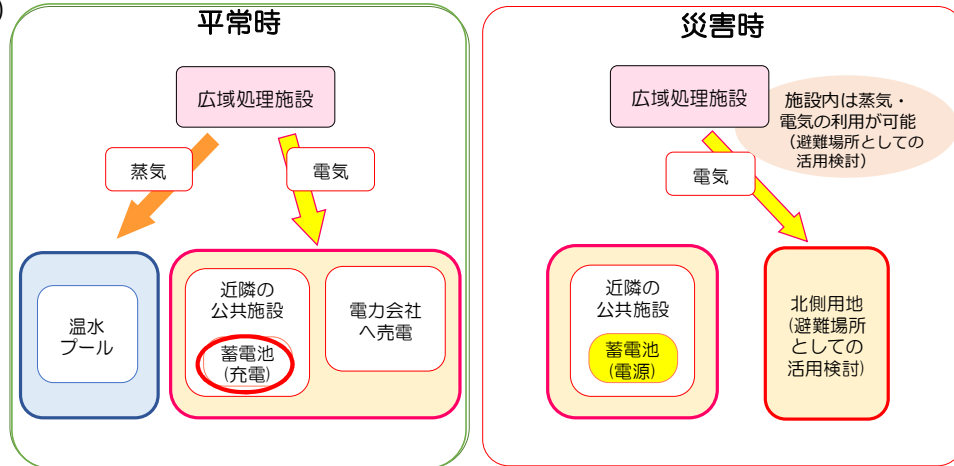 )
平常時
広域処理施設
蒸気
電気
温水
プール
近隣の
公共施設
蓄電池
(充電)
電力会社
へ売電
災害時
広域処理施設
施設内は蒸気・
電気の利用が可能
(避難場所としての
活用検討)
電気
近隣の
公共施設
蓄電池
(電源)
北側用地
(避難場所
としての
活用検討)